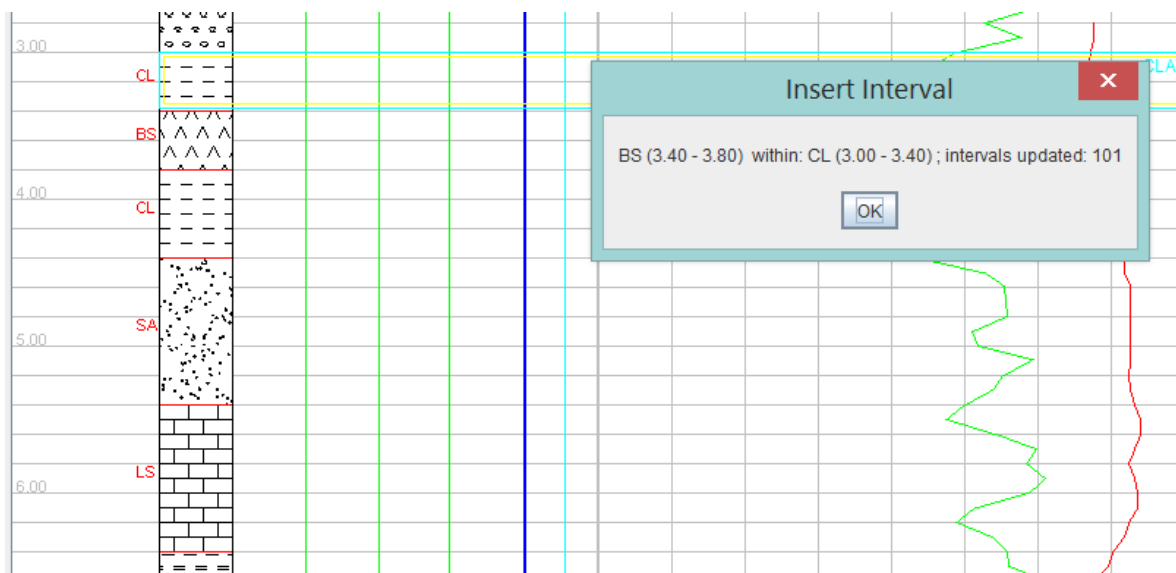 3.00
CL
CLA
Insert Interval
BS (3.40 - 3.80) within: CL (3.00 - 3.40) ; intervals updated: 101
OK
BS
4.00
CL
SA
5.00
LS
6.00